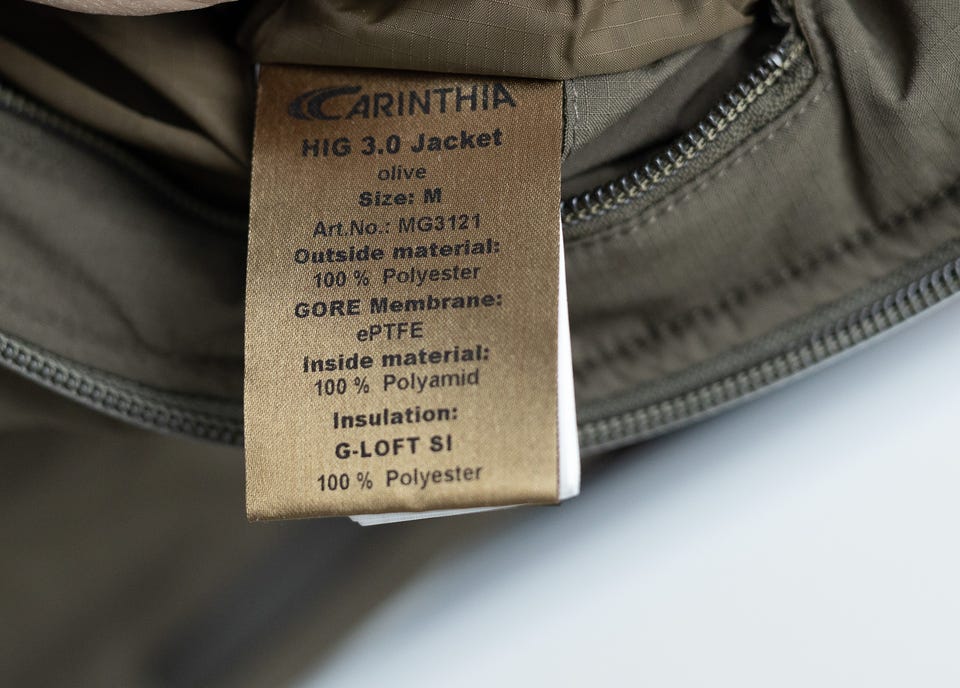 CARINTHIA
HIG 3.0 Jacket
olive
Size: M
Art.No.: MG3121
Outside material:
100 % Polyester
GORE Membrane:
ePTFE
Inside material:
100 % Polyamid
Insulation:
G-LOFT SI
100 % Polyester